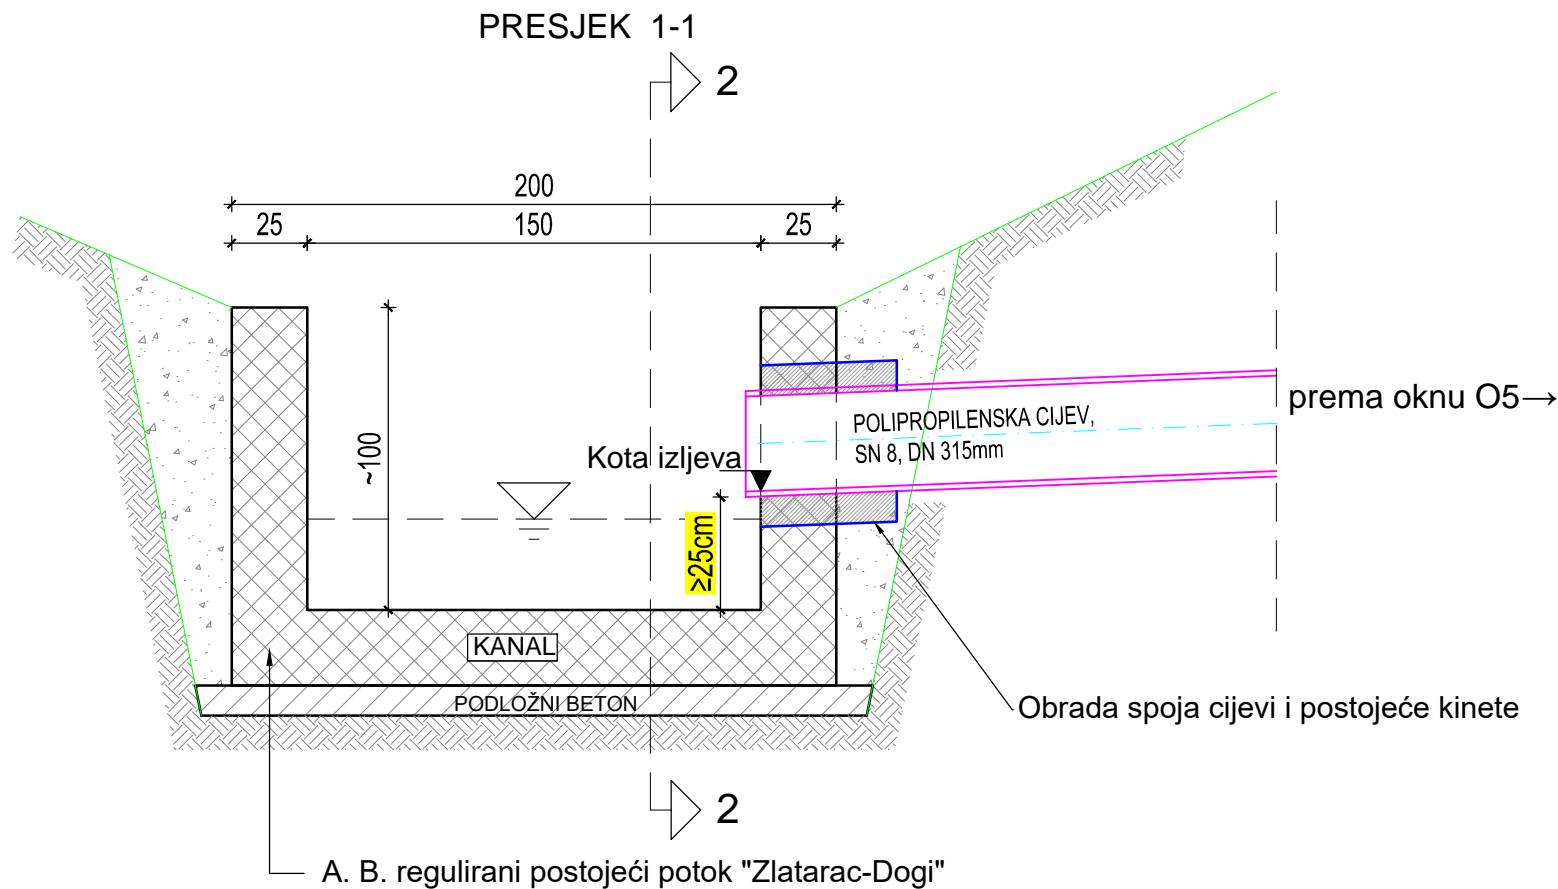 PRESJEK 1-1
2
200
25
150
25
prema oknu O5→
POLIPROPILENSKA CIJEV,
SN 8, DN 315mm
Kota izljeva
~100
≥25cm
KANAL
PODLOŽNI BETON
Obrada spoja cijevi i postojeće kinete
2
A. B. regulirani postojeći potok "Zlatarac-Dogi"